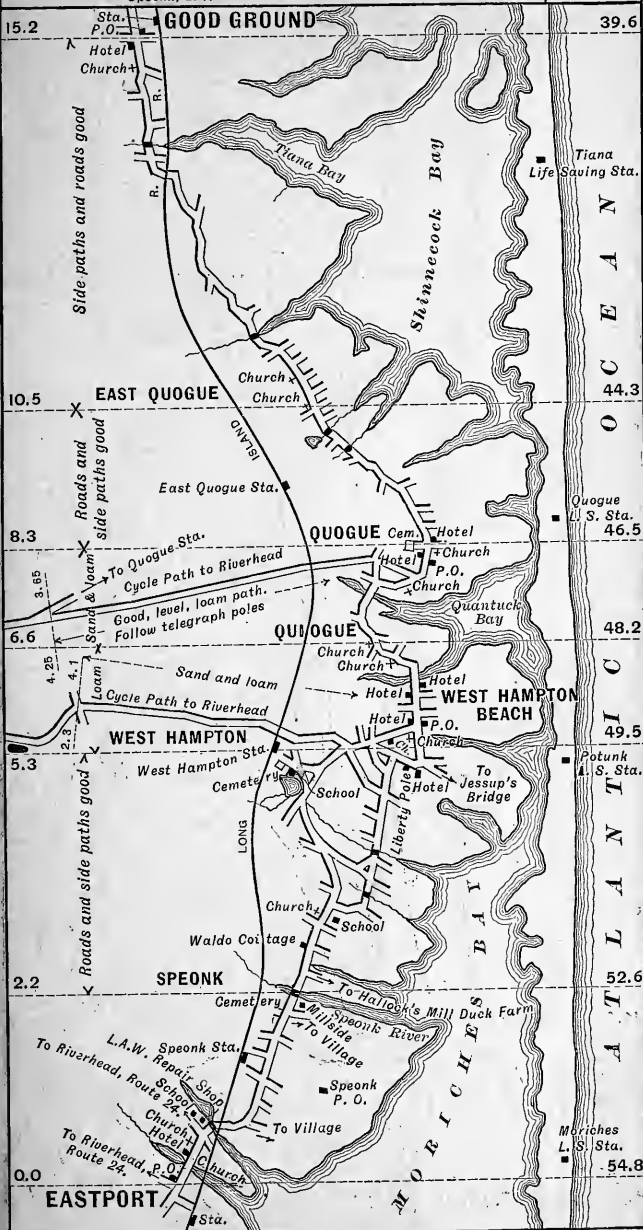 15.2
Sta.
P.O.
GOOD GROUND
39.6
Hotel
Church
R.
R.
Side paths and roads good
Tiana Bay
Shinnecock Bay
Tiana
Life Saving Sta.
ATLANTIC OCEAN
Church
Church
10.5
EAST QUOGUE
44.3
Roads and
side paths good
ISLAND
East Quogue Sta.
Quogue
L. S. Sta.
8.3
QUOGUE
Cem.
Hotel
46.5
Church
Hotel
P.O.
Church
To Quogue Sta.
Cycle Path to Riverhead
3.65
Sand & loam
Good, level, loam path.
Follow telegraph poles
Quantuck
Bay
6.6
QUIOGUE
48.2
4.25
4.1
Loam
Sand and loam
Church
Church
Hotel
Hotel
WEST HAMPTON
BEACH
Cycle Path to Riverhead
2.3
Hotel
P.O.
WEST HAMPTON
Ch.
Church
49.5
5.3
West Hampton Sta.
Cemetery
School
Hotel
To
Jessup's
Bridge
Potunk
L. S. Sta.
Liberty Pole
Roads and side paths good
LONG
Church
School
Waldo Cottage
MORICHES BAY
2.2
SPEONK
52.6
Cemetery
To Hallock's Mill Duck Farm
Millside
Speonk River
To Village
Speonk Sta.
L.A.W. Repair Shop
School
To Riverhead, Route 24.
Speonk
P. O.
To Village
Church
Hotel
Church
To Riverhead,
Route 24.
P.O.
Moriches
L. S. Sta.
0.0
54.8
EASTPORT
Sta.